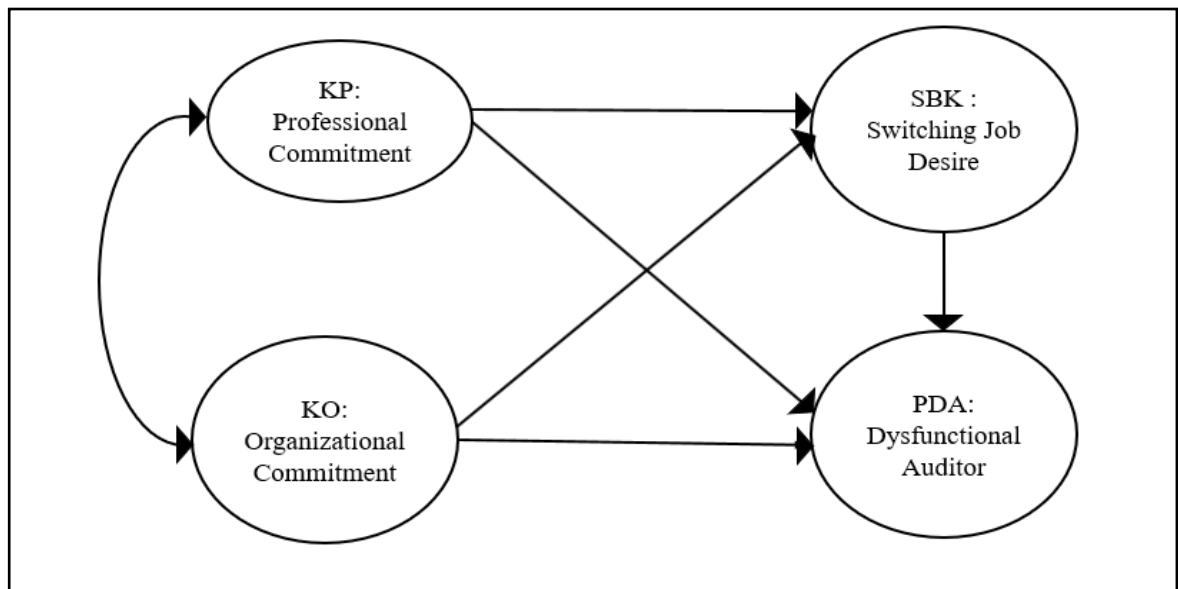 KP:
Professional
Commitment
SBK :
Switching Job
Desire
KO:
Organizational
Commitment
PDA:
Dysfunctional
Auditor